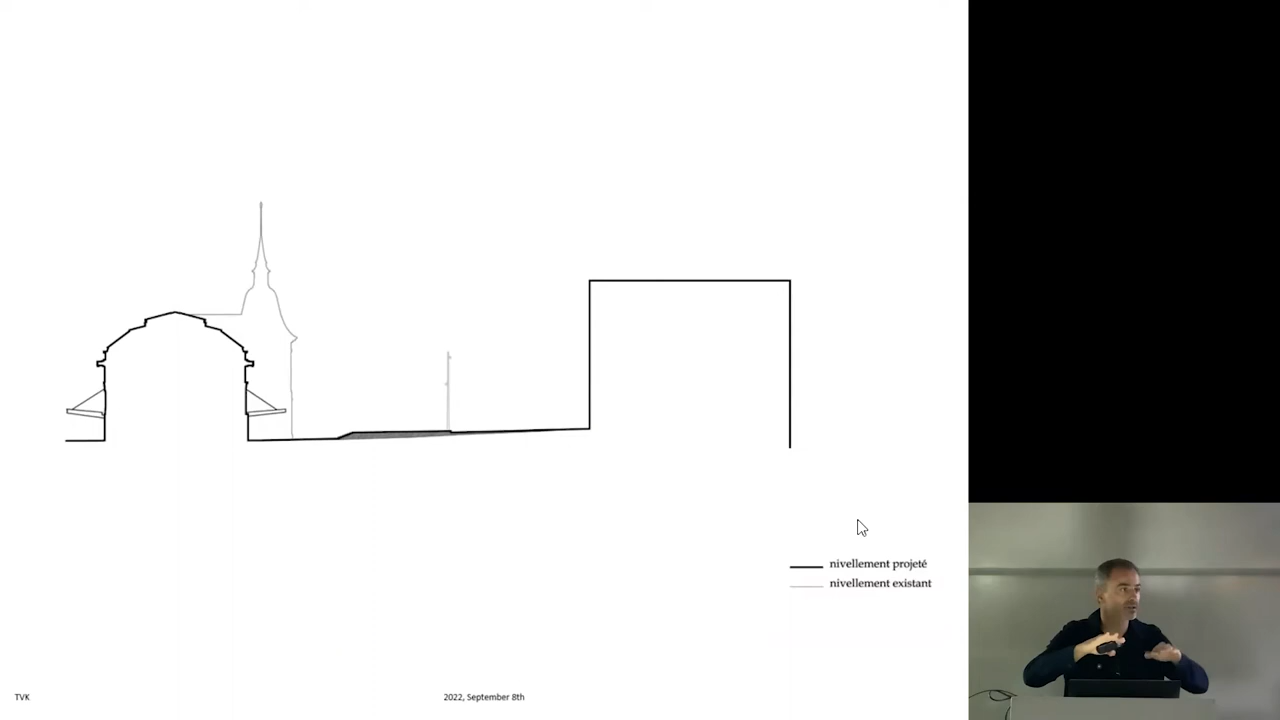 nivellement projeté
nivellement existant
TVK
2022, September 8th